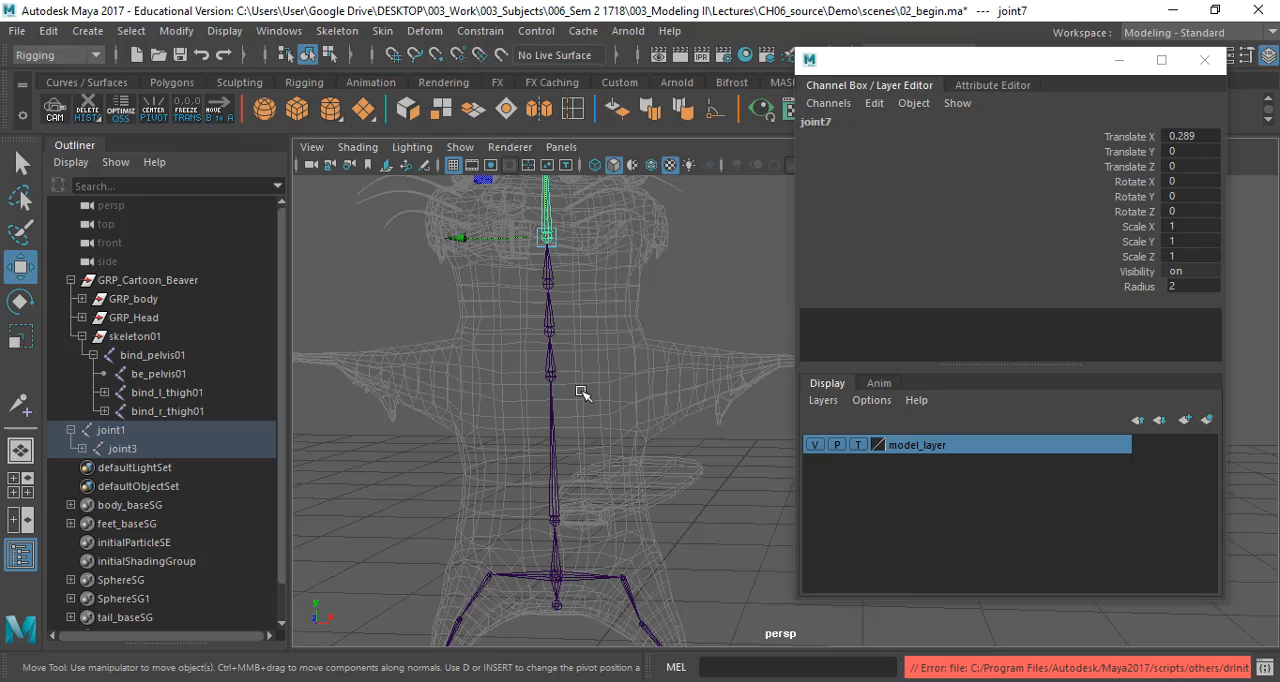 Autodesk Maya 2017 - Educational Version: C:\Users\User\Google Drive\DESKTOP\002_Work\003_Subjects\006_Sem 2 1718\003_Modeling II\Lectures\CH06_source\Demo\scenes\02_begin.ma*  ---  joint7
File Edit Create Select Modify Display Windows Skeleton Skin Deform Constrain Control Cache Arnold Help
Workspace : Modeling - Standard
Rigging
No Live Surface
Curves / Surfaces Polygons Sculpting Rigging Animation Rendering FX FX Caching Custom Arnold Bifrost MAS
CAM
DELETE HIST
OPTIMIZE OSS
CENTER PIVOT
FREEZE TRANS
MOVE B to A
IPR
Outliner
Display Show Help
Search...
persp
top
front
side
GRP_Cartoon_Beaver
GRP_body
GRP_Head
skeleton01
bind_pelvis01
be_pelvis01
bind_l_thigh01
bind_r_thigh01
joint1
joint3
defaultLightSet
defaultObjectSet
body_baseSG
feet_baseSG
initialParticleSE
initialShadingGroup
SphereSG
SphereSG1
tail_baseSG
View Shading Lighting Show Renderer Panels
y
z
x
persp
Channel Box / Layer Editor Attribute Editor
Channels Edit Object Show
joint7
Translate X 0.289
Translate Y 0
Translate Z 0
Rotate X 0
Rotate Y 0
Rotate Z 0
Scale X 1
Scale Y 1
Scale Z 1
Visibility on
Radius 2
Display Anim
Layers Options Help
V P T model_layer
Move Tool: Use manipulator to move object(s). Ctrl+MMB+drag to move components along normals. Use D or INSERT to change the pivot position a
MEL
// Error: file: C:/Program Files/Autodesk/Maya2017/scripts/others/drInit